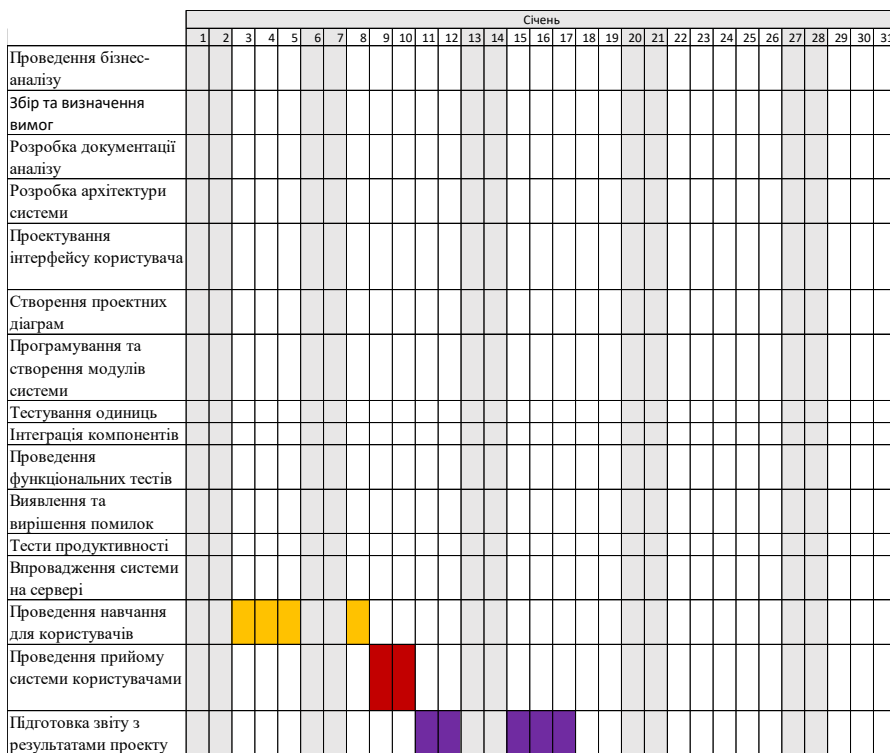 Січень
1 2 3 4 5 6 7 8 9 10 11 12 13 14 15 16 17 18 19 20 21 22 23 24 25 26 27 28 29 30 31
Проведення бізнес-
аналізу
Збір та визначення
вимог
Розробка документації
аналізу
Розробка архітектури
системи
Проектування
інтерфейсу користувача
Створення проектних
діаграм
Програмування та
створення модулів
системи
Тестування одиниць
Інтеграція компонентів
Проведення
функціональних тестів
Виявлення та
вирішення помилок
Тести продуктивності
Впровадження системи
на сервері
Проведення навчання
для користувачів
Проведення прийому
системи користувачами
Підготовка звіту з
результатами проекту